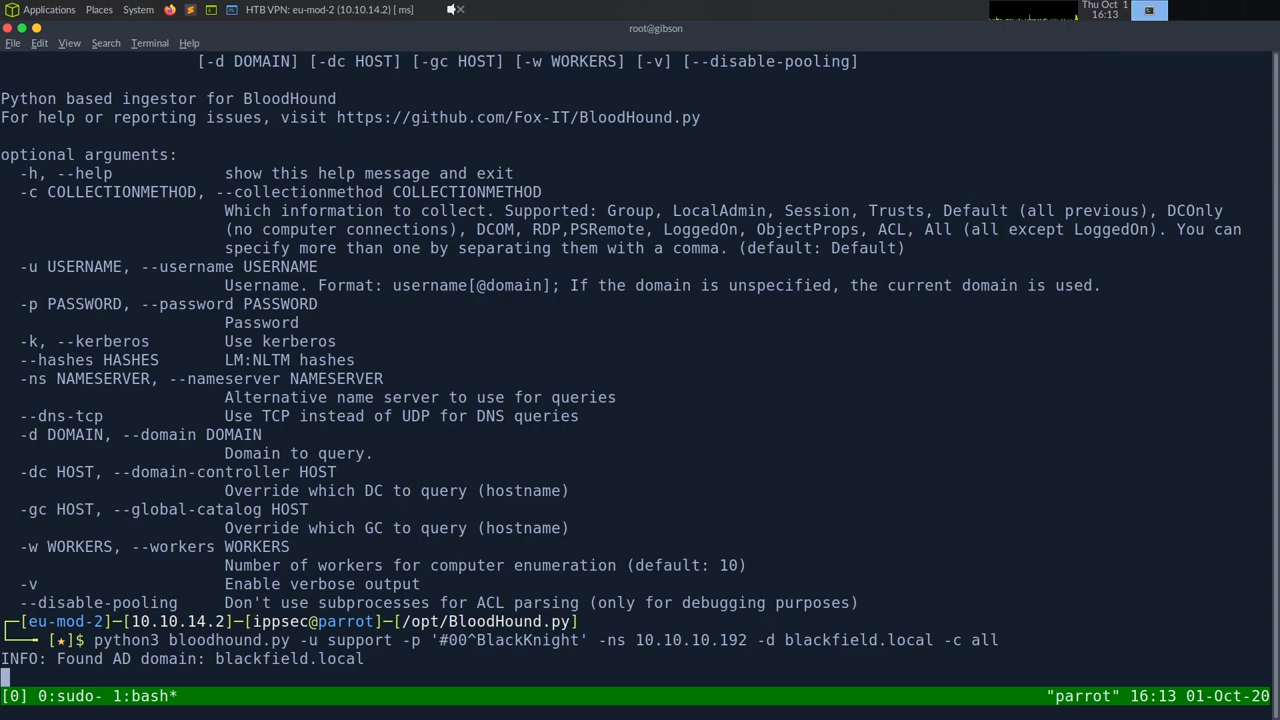 Applications Places System HTB VPN: eu-mod-2 (10.10.14.2) [ ms] Thu Oct 1
16:13
root@gibson
File Edit View Search Terminal Help
[-d DOMAIN] [-dc HOST] [-gc HOST] [-w WORKERS] [-v] [--disable-pooling]
Python based ingestor for BloodHound
For help or reporting issues, visit https://github.com/Fox-IT/BloodHound.py
optional arguments:
-h, --help show this help message and exit
-c COLLECTIONMETHOD, --collectionmethod COLLECTIONMETHOD
Which information to collect. Supported: Group, LocalAdmin, Session, Trusts, Default (all previous), DCOnly
(no computer connections), DCOM, RDP,PSRemote, LoggedOn, ObjectProps, ACL, All (all except LoggedOn). You can
specify more than one by separating them with a comma. (default: Default)
-u USERNAME, --username USERNAME
Username. Format: username[@domain]; If the domain is unspecified, the current domain is used.
-p PASSWORD, --password PASSWORD
Password
-k, --kerberos Use kerberos
--hashes HASHES LM:NLTM hashes
-ns NAMESERVER, --nameserver NAMESERVER
Alternative name server to use for queries
--dns-tcp Use TCP instead of UDP for DNS queries
-d DOMAIN, --domain DOMAIN
Domain to query.
-dc HOST, --domain-controller HOST
Override which DC to query (hostname)
-gc HOST, --global-catalog HOST
Override which GC to query (hostname)
-w WORKERS, --workers WORKERS
Number of workers for computer enumeration (default: 10)
-v Enable verbose output
--disable-pooling Don't use subprocesses for ACL parsing (only for debugging purposes)
┌─[eu-mod-2]─[10.10.14.2]─[ippsec@parrot]─[/opt/BloodHound.py]
└──╼ [★]$ python3 bloodhound.py -u support -p '#00^BlackKnight' -ns 10.10.10.192 -d blackfield.local -c all
INFO: Found AD domain: blackfield.local
[0] 0:sudo- 1:bash* "parrot" 16:13 01-Oct-20